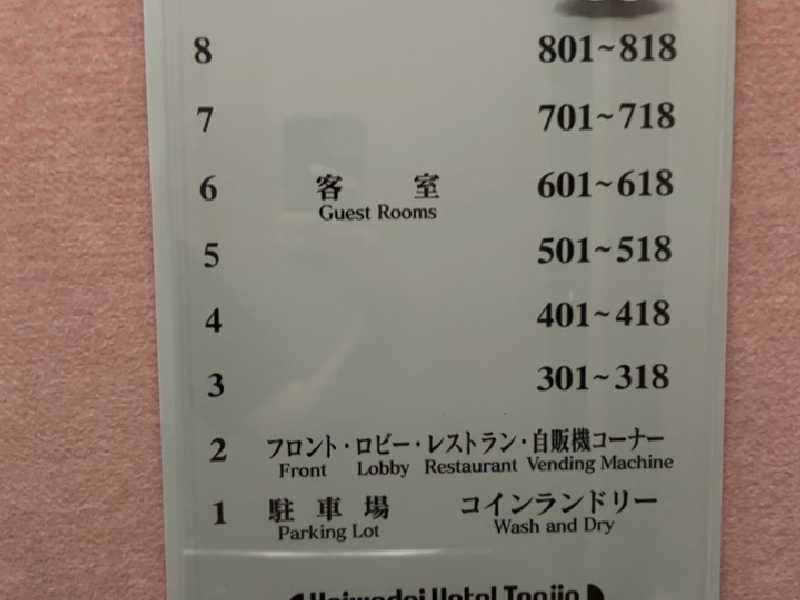 8 801~818
7 701~718
6 客室 601~618
Guest Rooms
5 501~518
4 401~418
3 301~318
2 フロント・ロビー・レストラン・自販機コーナー
Front Lobby Restaurant Vending Machine
1 駐車場 コインランドリー
Parking Lot Wash and Dry
Heiwadai Hotel Tenjin